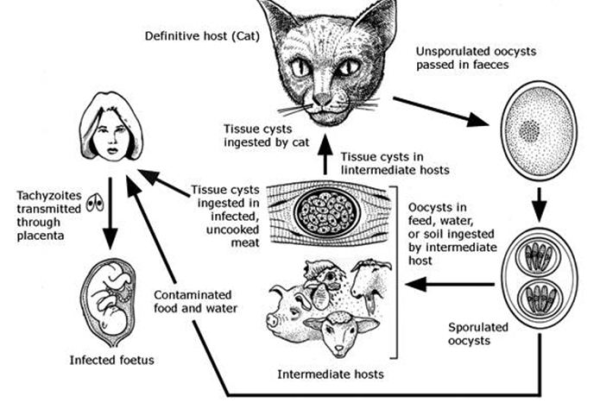 Definitive host (Cat)
Unsporulated oocysts
passed in faeces
Tissue cysts
ingested by cat
Tissue cysts in
lintermediate hosts
Tachyzoites
transmitted
through
placenta
Tissue cysts
ingested in
infected,
uncooked
meat
Oocysts in
feed, water,
or soil ingested
by intermediate
host
Contaminated
food and water
Sporulated
oocysts
Infected foetus
Intermediate hosts